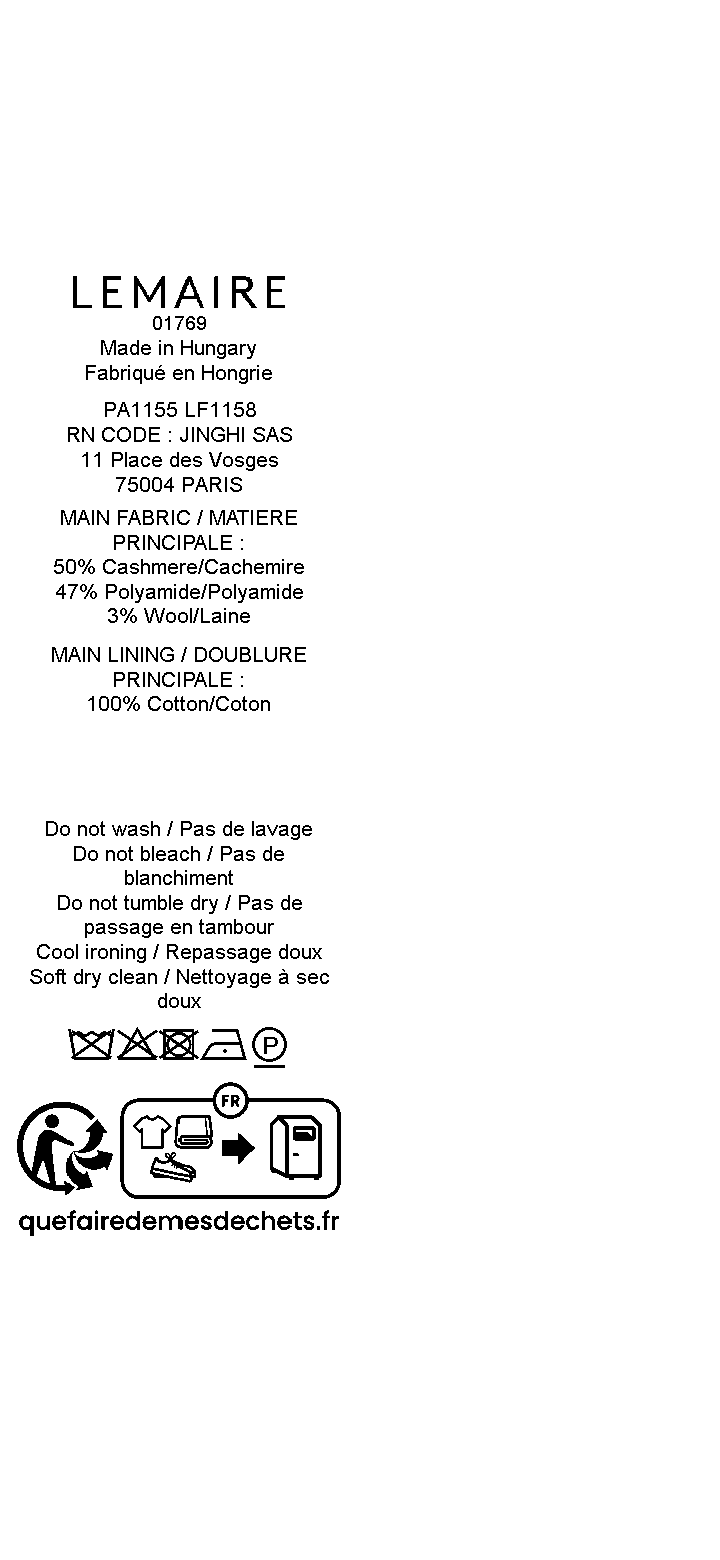 LEMAIRE
01769
Made in Hungary
Fabriqué en Hongrie
PA1155 LF1158
RN CODE : JINGHI SAS
11 Place des Vosges
75004 PARIS
MAIN FABRIC / MATIERE
PRINCIPALE :
50% Cashmere/Cachemire
47% Polyamide/Polyamide
3% Wool/Laine
MAIN LINING / DOUBLURE
PRINCIPALE :
100% Cotton/Coton
Do not wash / Pas de lavage
Do not bleach / Pas de
blanchiment
Do not tumble dry / Pas de
passage en tambour
Cool ironing / Repassage doux
Soft dry clean / Nettoyage à sec
doux
P
FR
quefairedemesdechets.fr